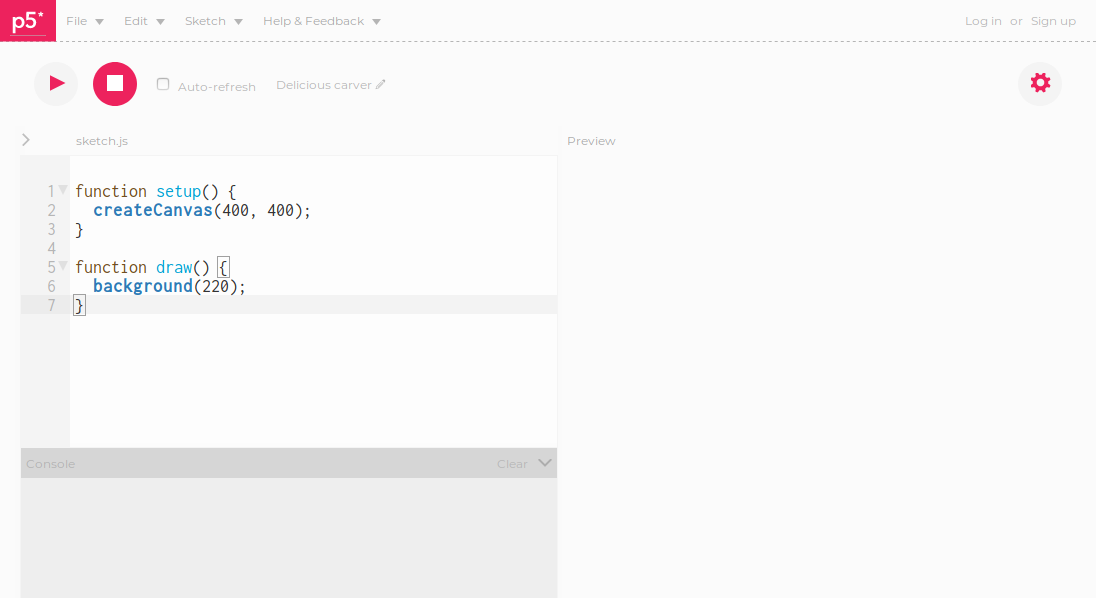 p5* File Edit Sketch Help & Feedback Log in or Sign up
Auto-refresh Delicious carver
sketch.js Preview
1 function setup() {
2   createCanvas(400, 400);
3 }
4
5 function draw() {
6   background(220);
7 }
Console Clear